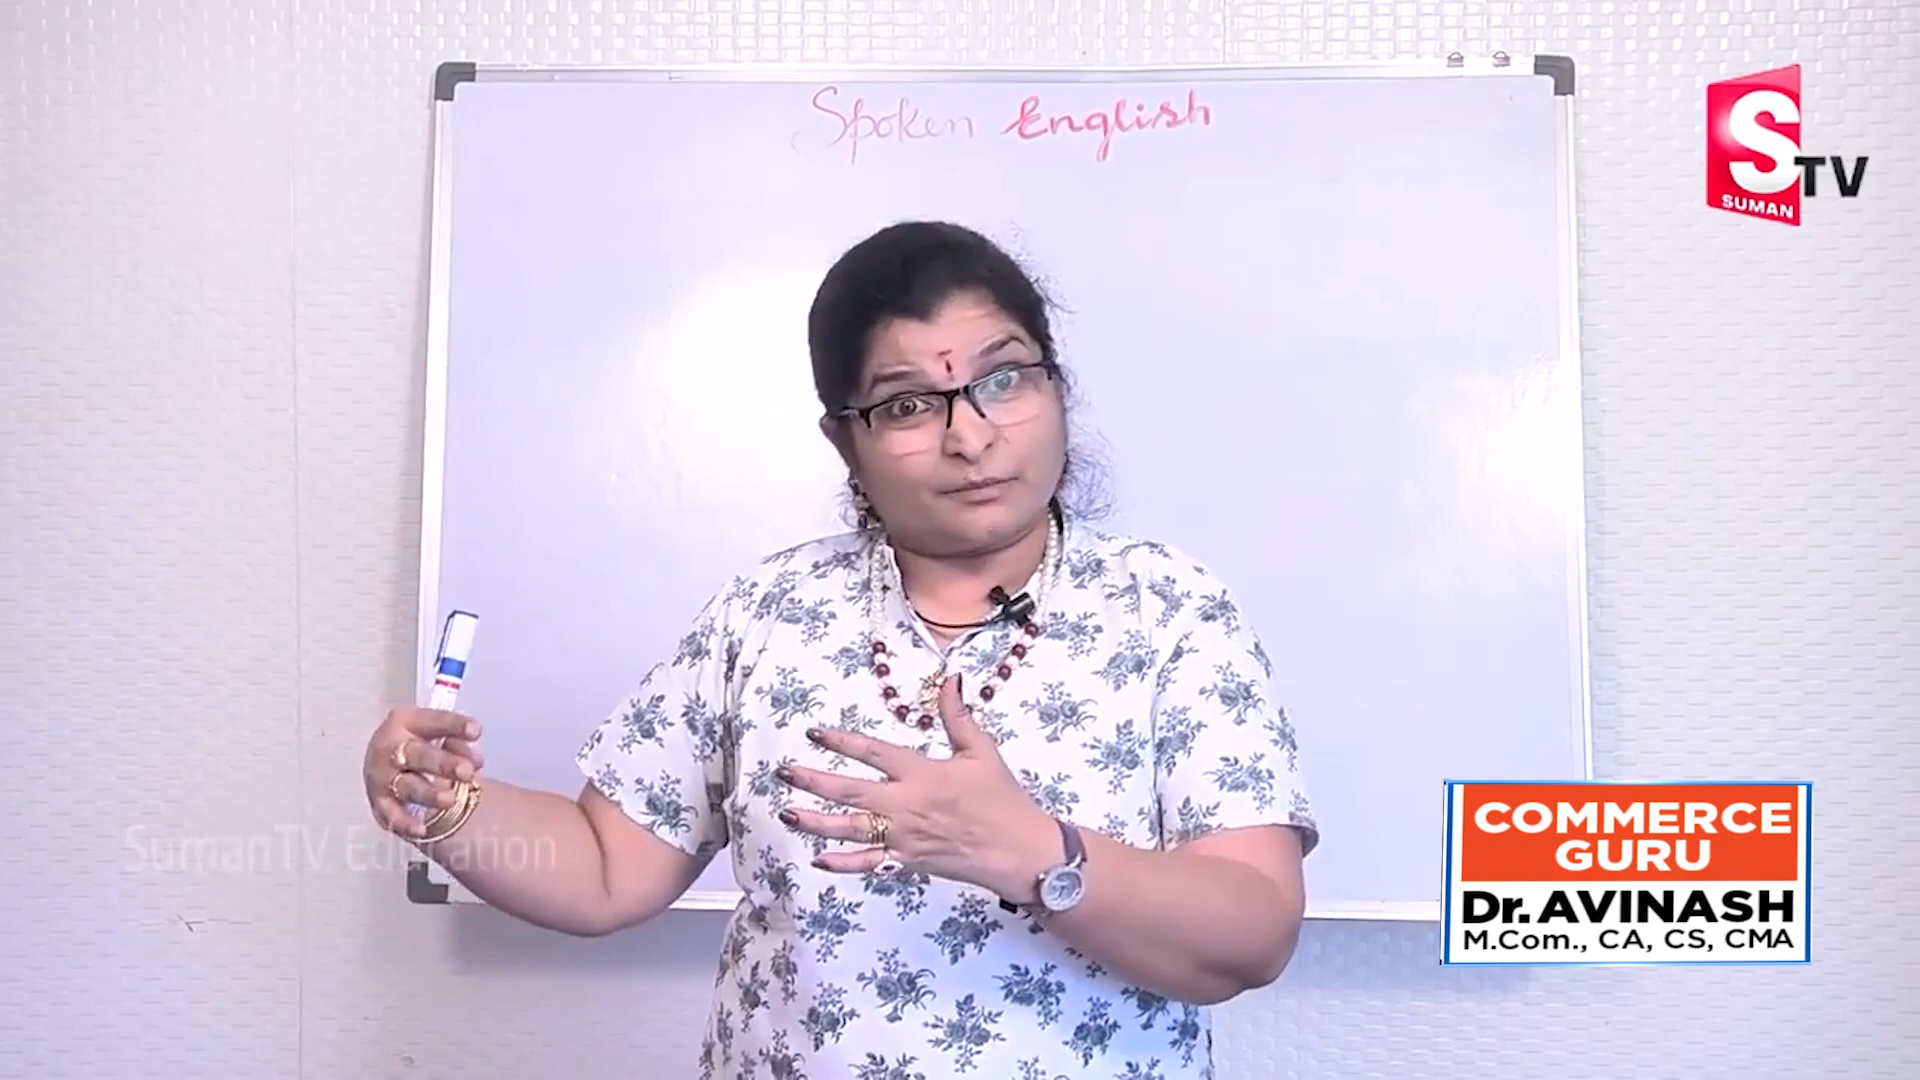 Spoken English
S TV
SUMAN
SumanTV Education
COMMERCE
GURU
Dr. AVINASH
M.Com., CA, CS, CMA